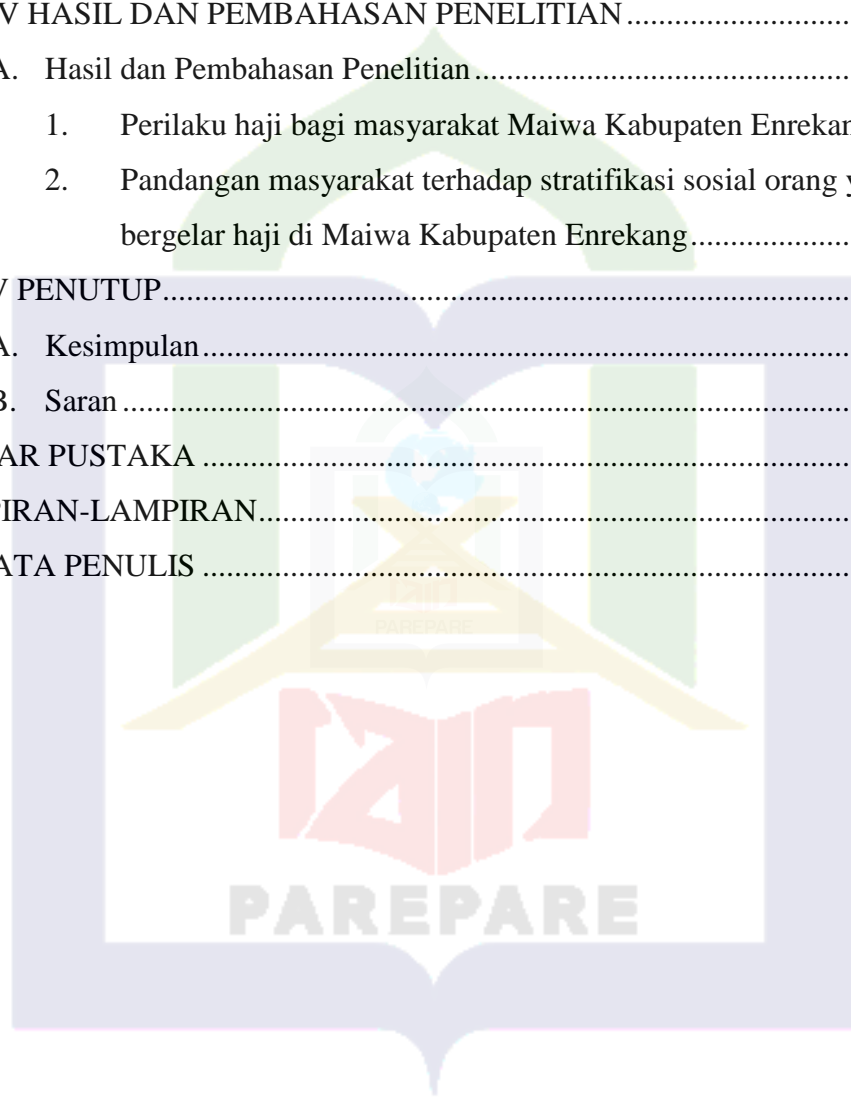 V HASIL DAN PEMBAHASAN PENELITIAN ........................
A. Hasil dan Pembahasan Penelitian ................................................
1. Perilaku haji bagi masyarakat Maiwa Kabupaten Enrekan
2. Pandangan masyarakat terhadap stratifikasi sosial orang y
bergelar haji di Maiwa Kabupaten Enrekang ....................
V PENUTUP.......................................................................................
A. Kesimpulan ..................................................................................
B. Saran ............................................................................................
AR PUSTAKA ..................................................................................
PIRAN-LAMPIRAN...........................................................................
ATA PENULIS ..................................................................................
PAREPARE
iain
PAREPARE